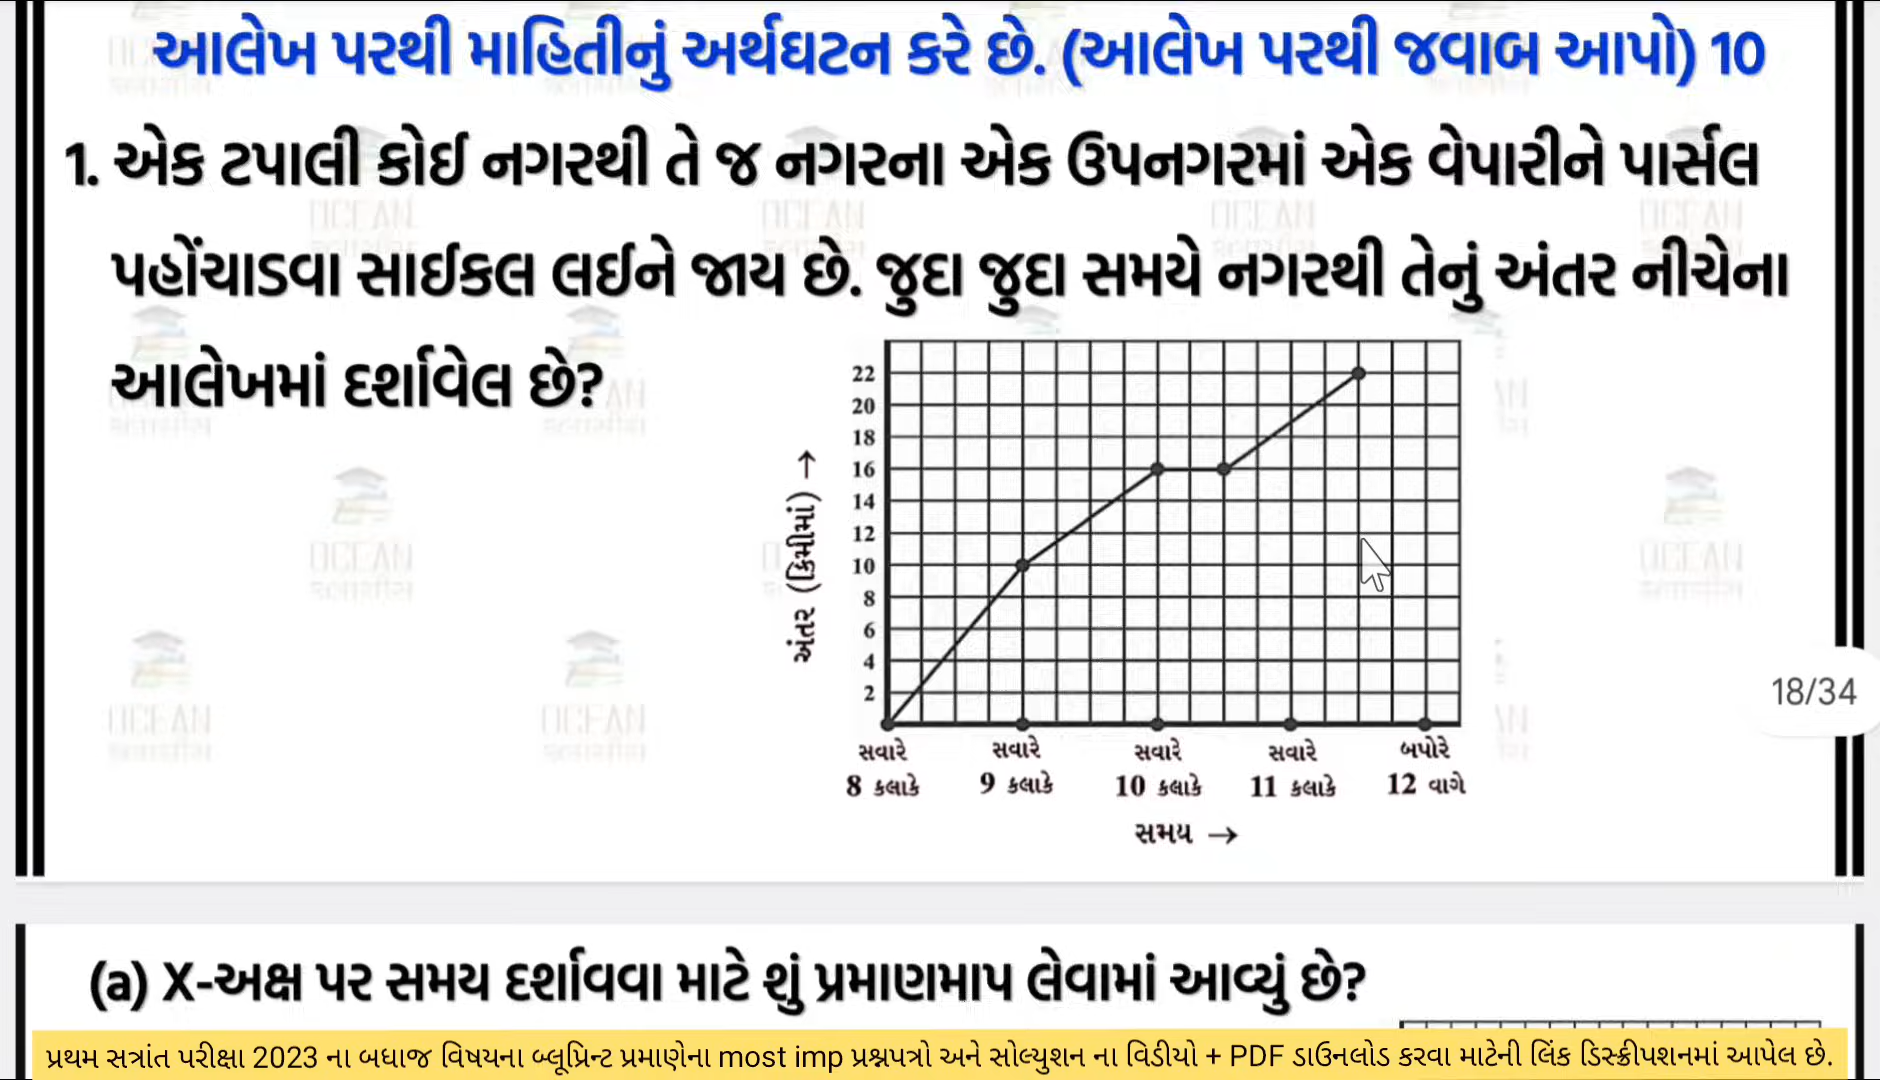 આલેખ પરથી માહિતીનું અર્થઘટન કરે છે. (આલેખ પરથી જવાબ આપો) 10
1. એક ટપાલી કોઈ નગરથી તે જ નગરના એક ઉપનગરમાં એક વેપારીને પાર્સલ
પહોંચાડવા સાઈકલ લઈને જાય છે. જુદા જુદા સમયે નગરથી તેનું અંતર નીચેના
આલેખમાં દર્શાવેલ છે?
22
20
18
16
14
12
10
8
6
4
2
અંતર (કિમીમાં) →
સવારે સવારે સવારે સવારે બપોરે
8 કલાકે 9 કલાકે 10 કલાકે 11 કલાકે 12 વાગે
સમય →
18/34
(a) X-અક્ષ પર સમય દર્શાવવા માટે શું પ્રમાણમાપ લેવામાં આવ્યું છે?
પ્રથમ સત્રાંત પરીક્ષા 2023 ના બધાજ વિષયના બ્લૂપ્રિન્ટ પ્રમાણેના most imp પ્રશ્નપત્રો અને સોલ્યુશન ના વિડીયો + PDF ડાઉનલોડ કરવા માટેની લિંક ડિસ્ક્રીપશનમાં આપેલ છે.